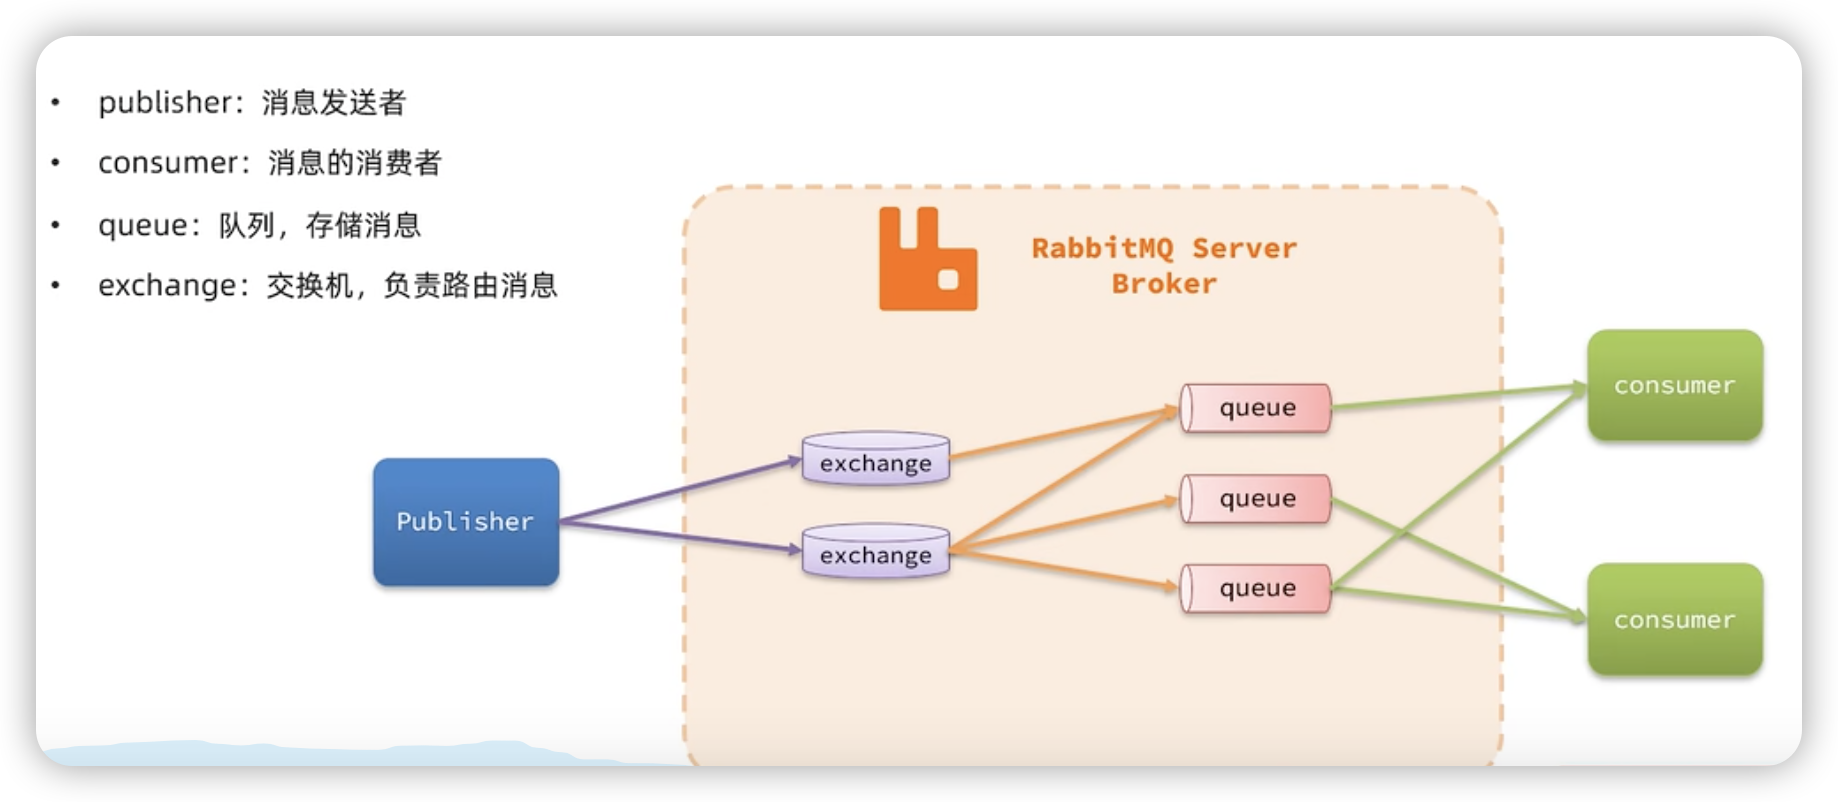 • publisher：消息发送者
• consumer：消息的消费者
• queue：队列，存储消息
• exchange：交换机，负责路由消息
RabbitMQ Server
Broker
Publisher
exchange
exchange
queue
queue
queue
consumer
consumer